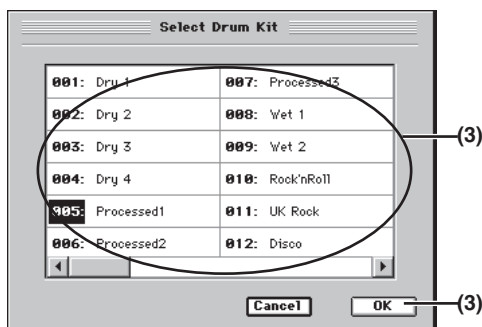 Select Drum Kit
001: Dry 1
002: Dry 2
003: Dry 3
004: Dry 4
005: Processed1
006: Processed2
007: Processed3
008: Wet 1
009: Wet 2
010: Rock'nRoll
011: UK Rock
012: Disco
(3)
Cancel
OK
(3)